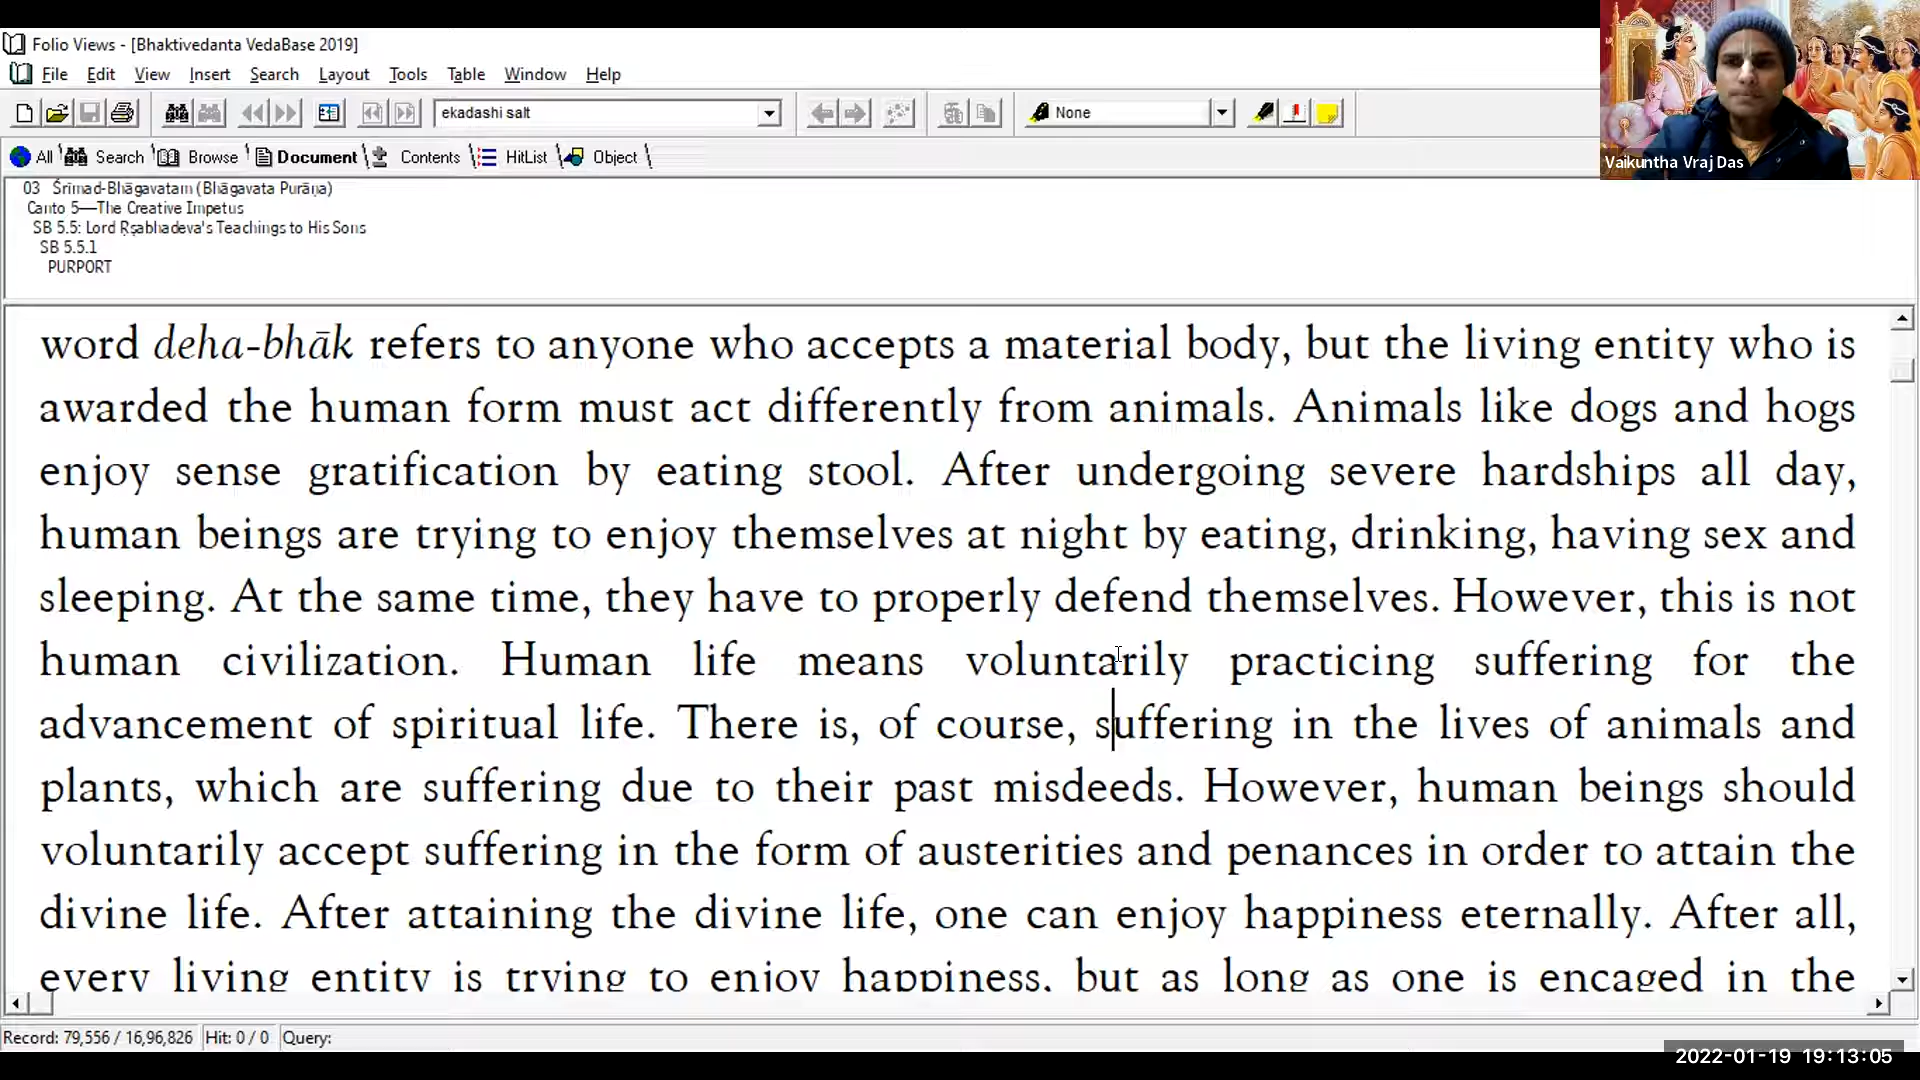 Folio Views - [Bhaktivedanta VedaBase 2019]
File Edit View Insert Search Layout Tools Table Window Help
ekadashi salt
None
All Search Browse Document Contents HitList Object
Vaikuntha Vraj Das
03 Śrīmad-Bhāgavatam (Bhāgavata Purāṇa)
Canto 5—The Creative Impetus
SB 5.5: Lord Ṛṣabhadeva's Teachings to His Sons
SB 5.5.1
PURPORT
word deha-bhāk refers to anyone who accepts a material body, but the living entity who is
awarded the human form must act differently from animals. Animals like dogs and hogs
enjoy sense gratification by eating stool. After undergoing severe hardships all day,
human beings are trying to enjoy themselves at night by eating, drinking, having sex and
sleeping. At the same time, they have to properly defend themselves. However, this is not
human civilization. Human life means voluntarily practicing suffering for the
advancement of spiritual life. There is, of course, suffering in the lives of animals and
plants, which are suffering due to their past misdeeds. However, human beings should
voluntarily accept suffering in the form of austerities and penances in order to attain the
divine life. After attaining the divine life, one can enjoy happiness eternally. After all,
every living entity is trying to enjoy happiness, but as long as one is encaged in the
Record: 79,556 / 16,96,826 Hit: 0 / 0 Query:
2022-01-19 19:13:05